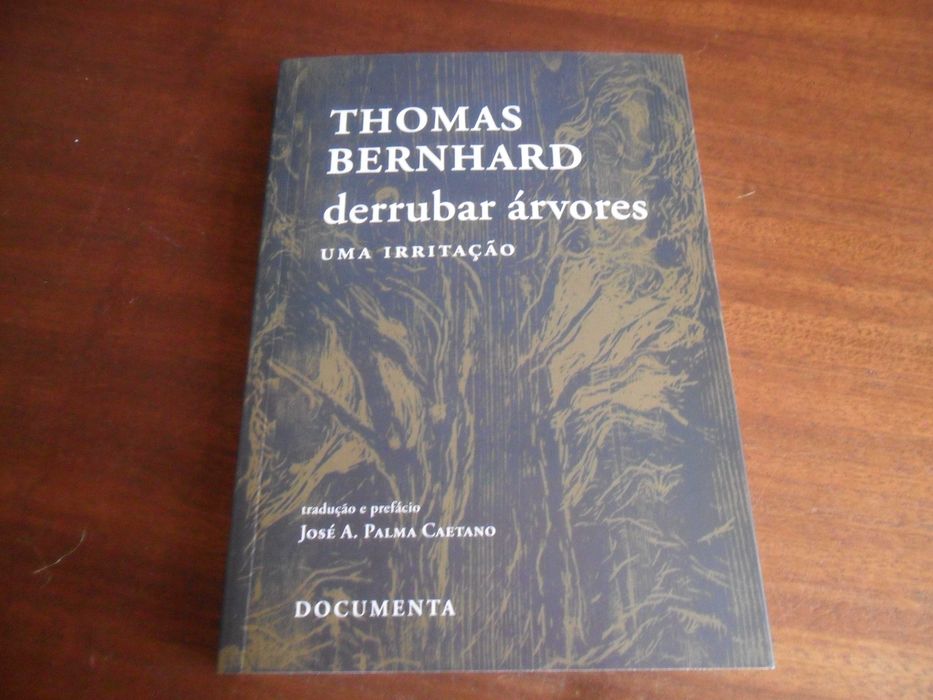 THOMAS
BERNHARD
derrubar árvores
UMA IRRITAÇÃO
tradução e prefácio
JOSÉ A. PALMA CAETANO
DOCUMENTA